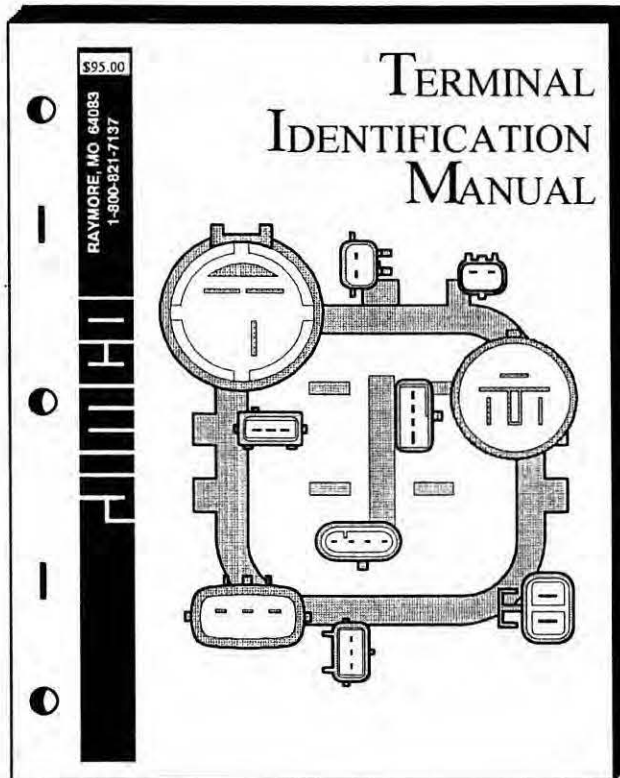 $95.00
RAYMORE, MO 64083
1-800-821-7137
TERMINAL
IDENTIFICATION
MANUAL